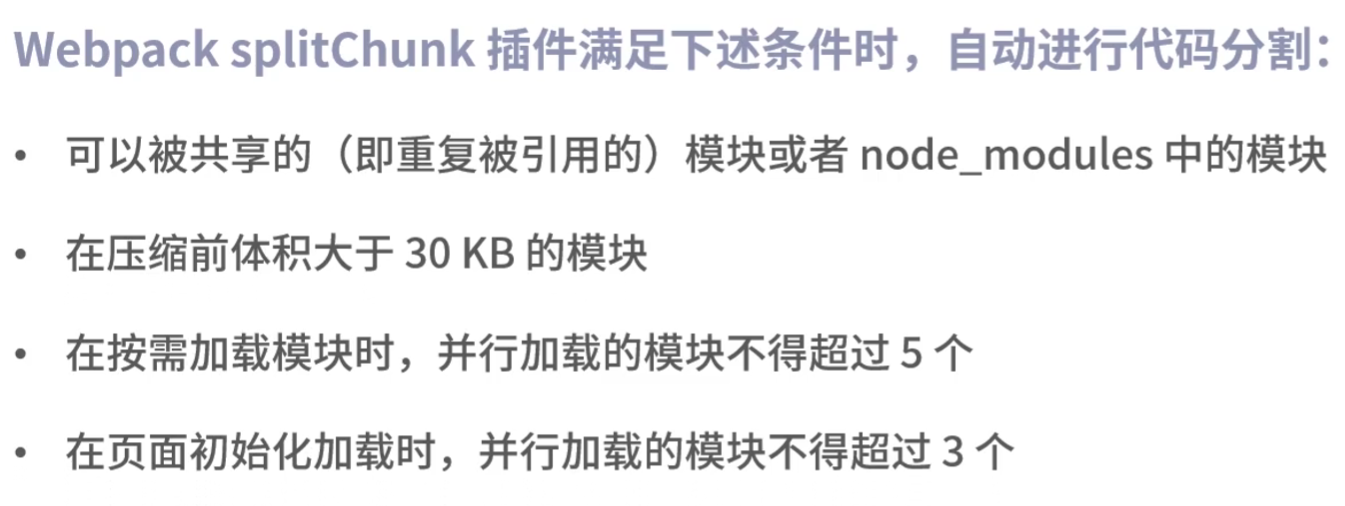 Webpack splitChunk 插件满足下述条件时，自动进行代码分割：
• 可以被共享的（即重复被引用的）模块或者 node_modules 中的模块
• 在压缩前体积大于 30 KB 的模块
• 在按需加载模块时，并行加载的模块不得超过 5 个
• 在页面初始化加载时，并行加载的模块不得超过 3 个